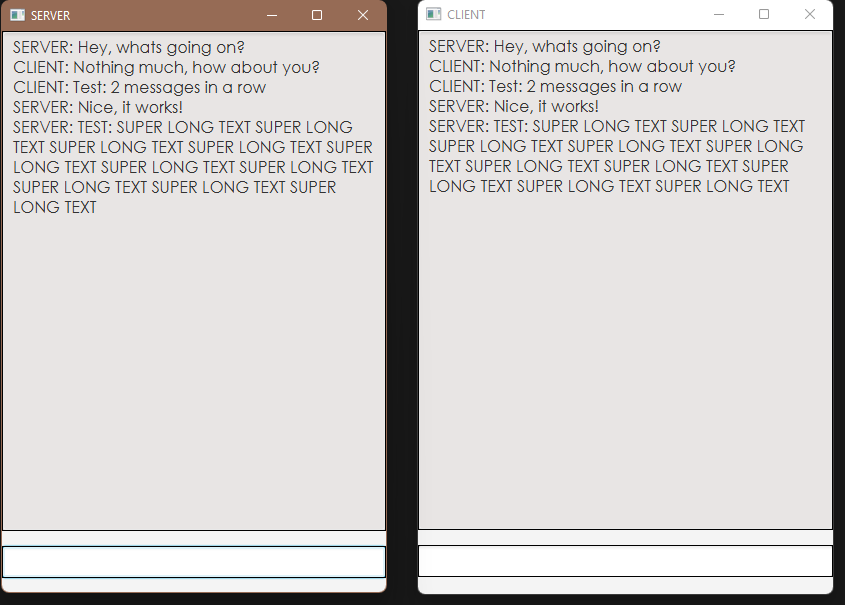 SERVER
SERVER: Hey, whats going on?
CLIENT: Nothing much, how about you?
CLIENT: Test: 2 messages in a row
SERVER: Nice, it works!
SERVER: TEST: SUPER LONG TEXT SUPER LONG
TEXT SUPER LONG TEXT SUPER LONG TEXT SUPER
LONG TEXT SUPER LONG TEXT SUPER LONG TEXT
SUPER LONG TEXT SUPER LONG TEXT SUPER
LONG TEXT
CLIENT
SERVER: Hey, whats going on?
CLIENT: Nothing much, how about you?
CLIENT: Test: 2 messages in a row
SERVER: Nice, it works!
SERVER: TEST: SUPER LONG TEXT SUPER LONG TEXT
SUPER LONG TEXT SUPER LONG TEXT SUPER LONG
TEXT SUPER LONG TEXT SUPER LONG TEXT SUPER
LONG TEXT SUPER LONG TEXT SUPER LONG TEXT